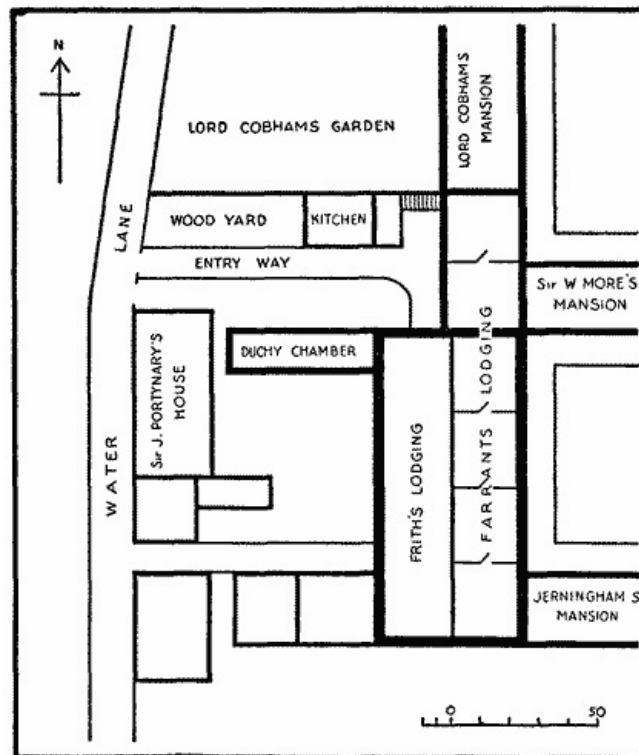 N
LORD COBHAMS GARDEN
LORD COBHAMS
MANSION
WOOD YARD
KITCHEN
WATER LANE
ENTRY WAY
SIR W MORE'S
MANSION
DUCHY CHAMBER
SIR J. PORTYNARY'S
HOUSE
FRITH'S LODGING
FARRANTS LODGING
JERNINGHAM S
MANSION
0 50